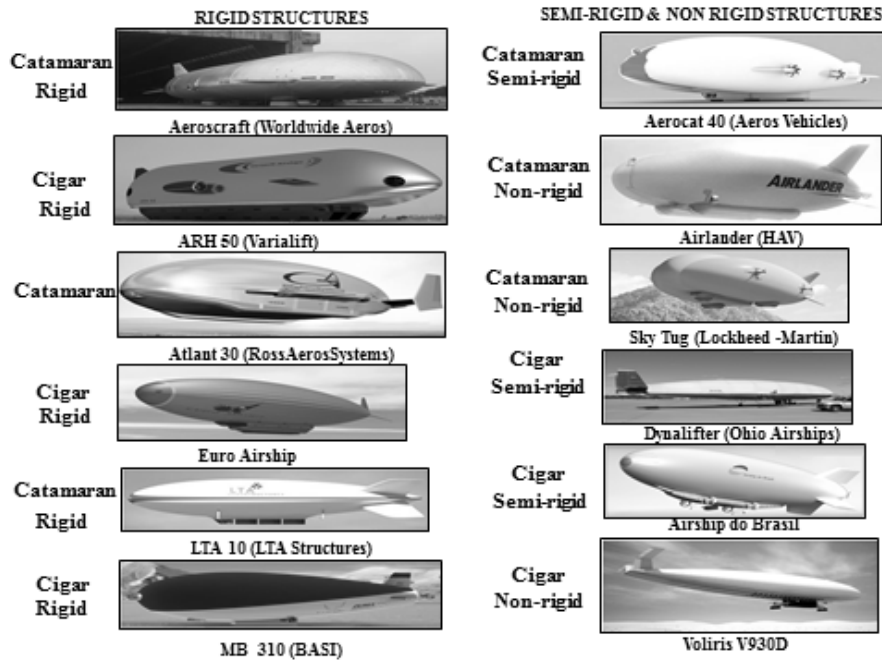 RIGID STRUCTURES
Catamaran
Rigid
Aeroscraft (Worldwide Aeros)
Cigar
Rigid
ARH 50 (Varialift)
Catamaran
Atlant 30 (RossAerosSystems)
Cigar
Rigid
Euro Airship
Catamaran
Rigid
LTA
LTA 10 (LTA Structures)
Cigar
Rigid
MB 310 (BASI)
SEMI-RIGID & NON RIGID STRUCTURES
Catamaran
Semi-rigid
Aerocat 40 (Aeros Vehicles)
Catamaran
Non-rigid
AIRLANDER
Airlander (HAV)
Catamaran
Non-rigid
Sky Tug (Lockheed -Martin)
Cigar
Semi-rigid
Dynalifter (Ohio Airships)
Cigar
Semi-rigid
Airship do Brasil
Cigar
Non-rigid
Voliris V930D